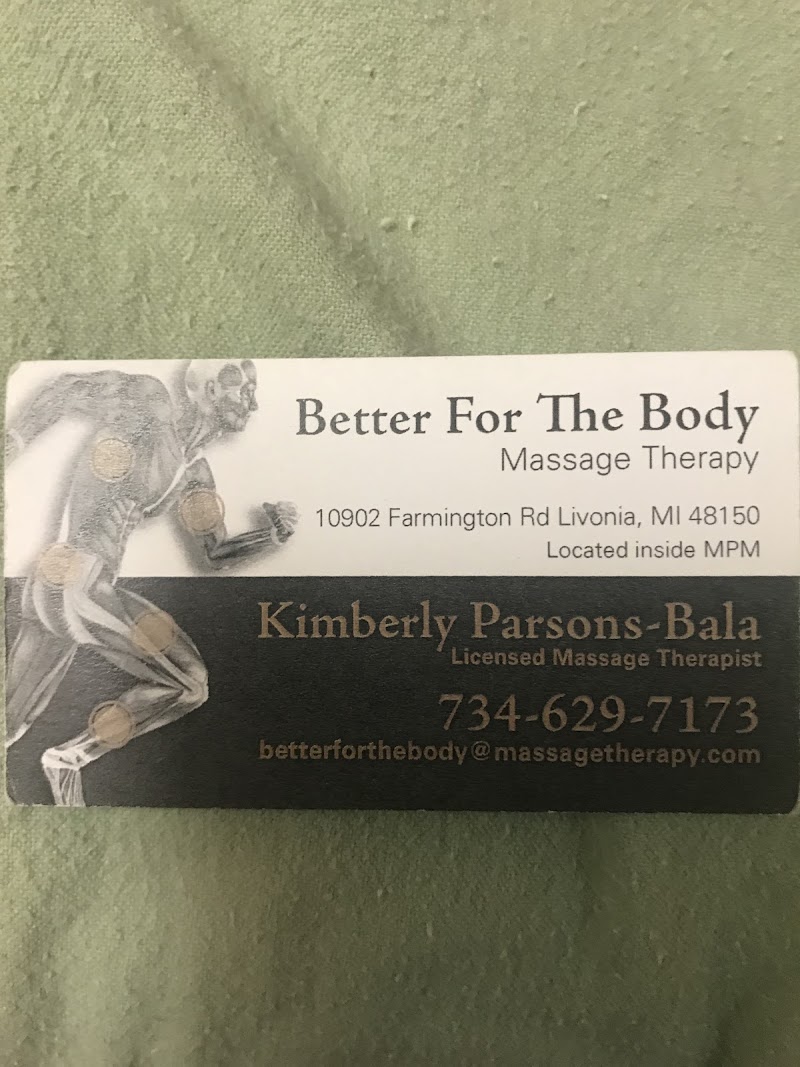 Better For The Body
Massage Therapy
10902 Farmington Rd Livonia, MI 48150
Located inside MPM
Kimberly Parsons-Bala
Licensed Massage Therapist
734-629-7173
betterforthebody@massagetherapy.com